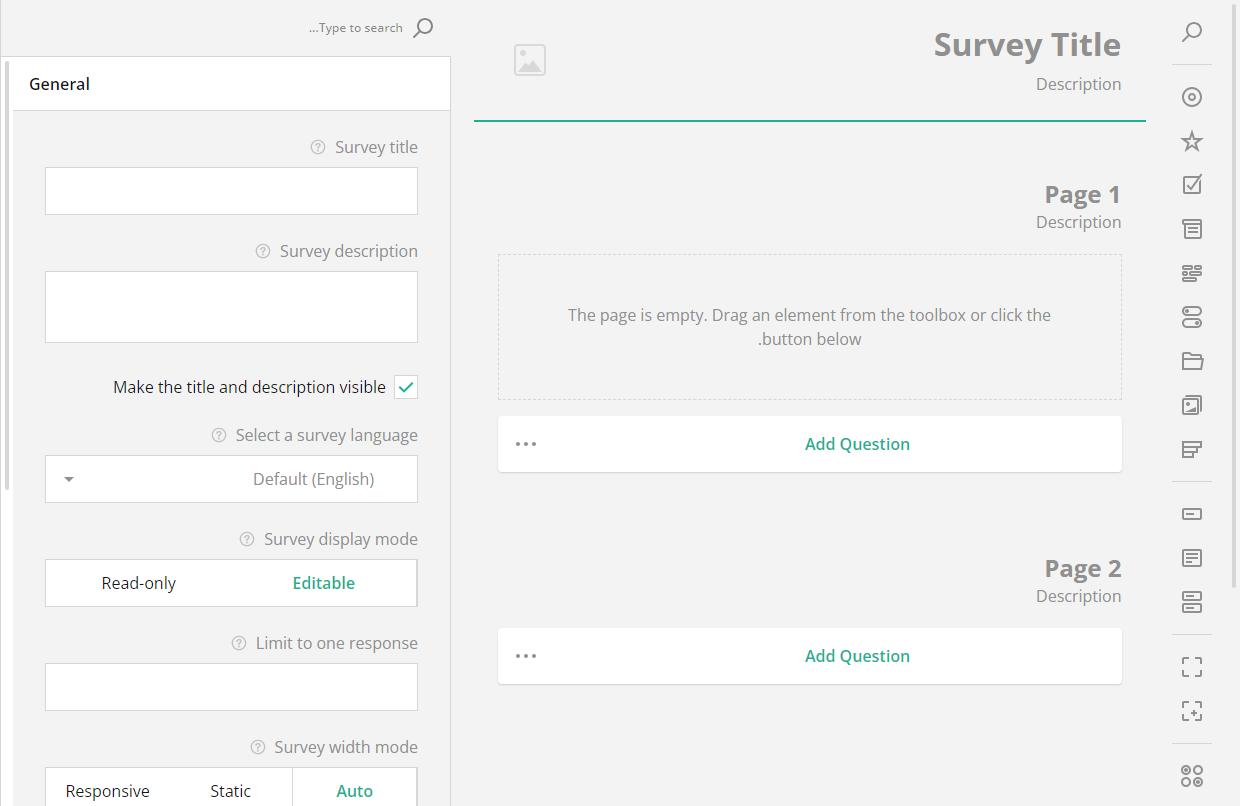 ...Type to search
General
Survey title
Survey description
Make the title and description visible
Select a survey language
Default (English)
Survey display mode
Read-only Editable
Limit to one response
Survey width mode
Responsive Static Auto
Survey Title
Description
Page 1
Description
The page is empty. Drag an element from the toolbox or click the
.button below
Add Question
Page 2
Description
Add Question